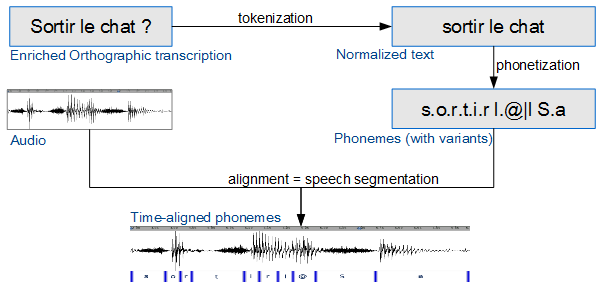 Sortir le chat ?
tokenization
sortir le chat
Enriched Orthographic transcription
Normalized text
phonetization
s.o.r.t.i.r l.@|l S.a
Audio
Phonemes (with variants)
alignment = speech segmentation
Time-aligned phonemes
s o r t i r l @ S a